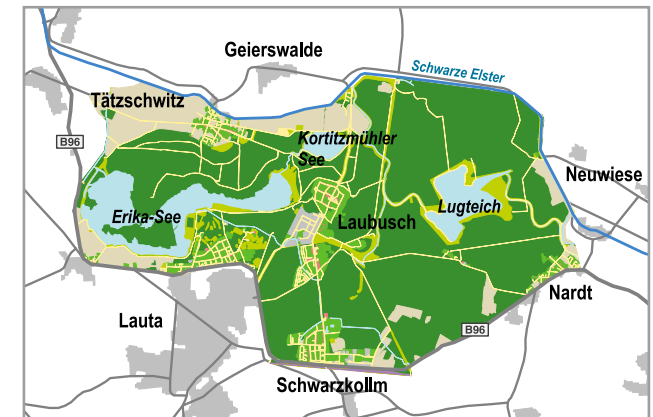 Geierswalde
Schwarze Elster
Tätzschwitz
B96
Kortitzmühler
See
Neuwiese
Erika-See
Laubusch
Lugteich
Nardt
Lauta
B96
Schwarzkollm